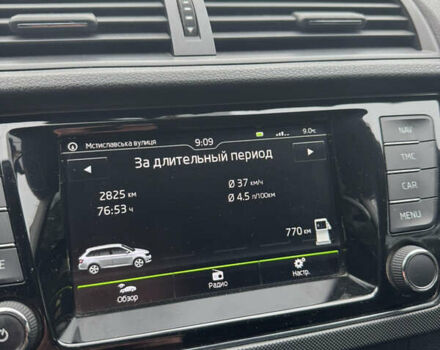 Мстиславська вулиця
9:09
9.0°C
За длительный период
2825 км
76:53 ч
Ø 37 км/ч
Ø 4.5 л/100км
770 км
Обзор
Радио
Настр.
NAV
TMC
CAR
MENU
E